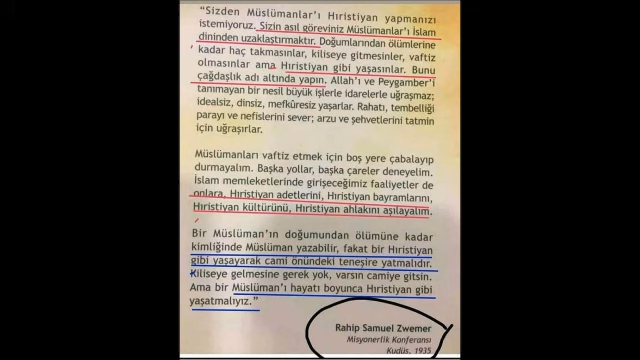 “Sizden Müslümanlar’ı Hıristiyan yapmanızı
istemiyoruz. Sizin asıl göreviniz Müslümanlar’ı İslam
dininden uzaklaştırmaktır. Doğumlarından ölümlerine
kadar haç takmasınlar, kiliseye gitmesinler, vaftiz
olmasınlar ama Hıristiyan gibi yaşasınlar. Bunu
çağdaşlık adı altında yapın. Allah’ı ve Peygamber’i
tanımayan bir nesil büyük işlerle idarelerle uğraşmaz;
idealsiz, dinsiz, mefkûresiz yaşarlar. Rahatı, tembelliği
parayı ve nefislerini sever; arzu ve şehvetlerini tatmin
için uğraşırlar.
Müslümanları vaftiz etmek için boş yere çabalayıp
durmayalım. Başka yollar, başka çareler deneyelim.
İslam memleketlerinde girişeceğimiz faaliyetler de
onlara, Hıristiyan adetlerini, Hıristiyan bayramlarını,
Hıristiyan kültürünü, Hıristiyan ahlakını aşılayalım.
Bir Müslüman’ın doğumundan ölümüne kadar
kimliğinde Müslüman yazabilir, fakat bir Hıristiyan
gibi yaşayarak cami önündeki teneşire yatmalıdır.
Kiliseye gelmesine gerek yok, varsın camiye gitsin.
Ama bir Müslüman’ı hayatı boyunca Hıristiyan gibi
yaşatmalıyız.”
Rahip Samuel Zwemer
Misyonerlik Konferansı
Kudüs, 1935